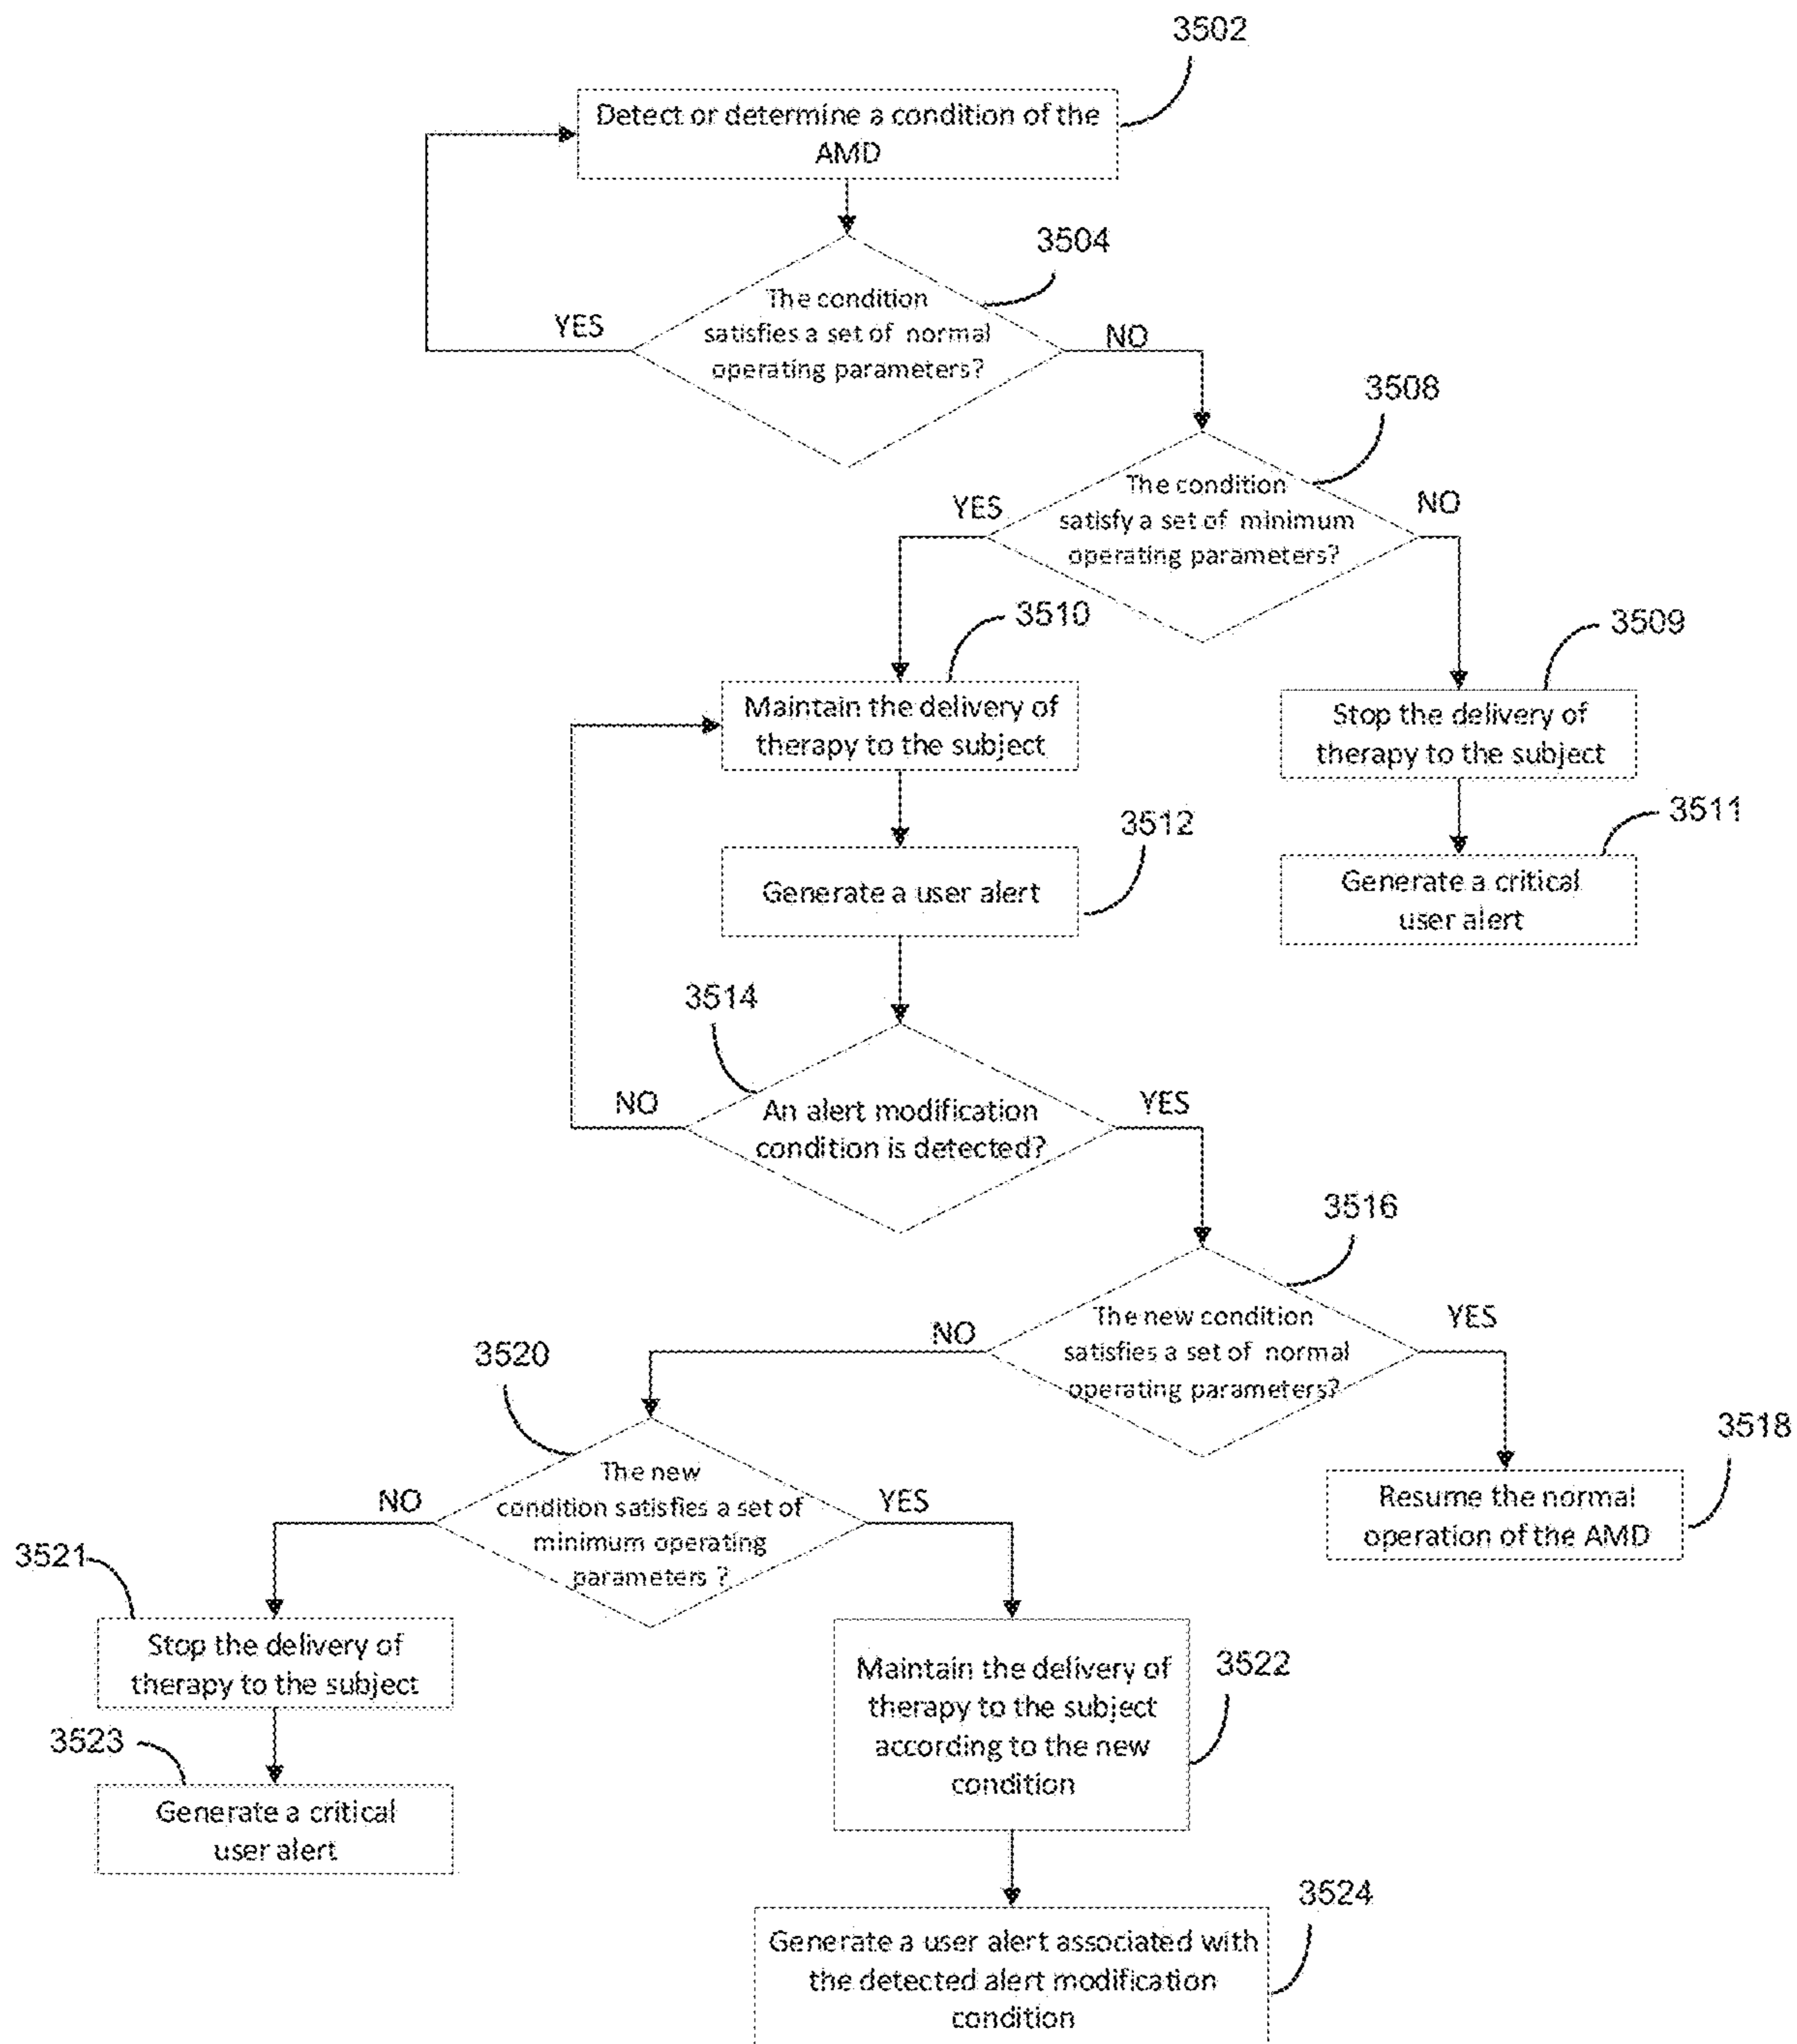 3502
Detect or determine a condition of the
AMD
3504
The condition
satisfies a set of normal
operating parameters?
YES
NO
3508
The condition
satisfy a set of minimum
operating parameters?
YES
NO
3510
3509
Maintain the delivery of
therapy to the subject
Stop the delivery of
therapy to the subject
3512
3511
Generate a user alert
Generate a critical
user alert
3514
An alert modification
condition is detected?
NO
YES
3516
The new condition
satisfies a set of normal
operating parameters?
NO
YES
3520
3518
Resume the normal
operation of the AMD
The new
condition satisfies a set of
minimum operating
parameters ?
NO
YES
3521
Stop the delivery of
therapy to the subject
3522
Maintain the delivery of
therapy to the subject
according to the new
condition
3523
Generate a critical
user alert
3524
Generate a user alert associated with
the detected alert modification
condition